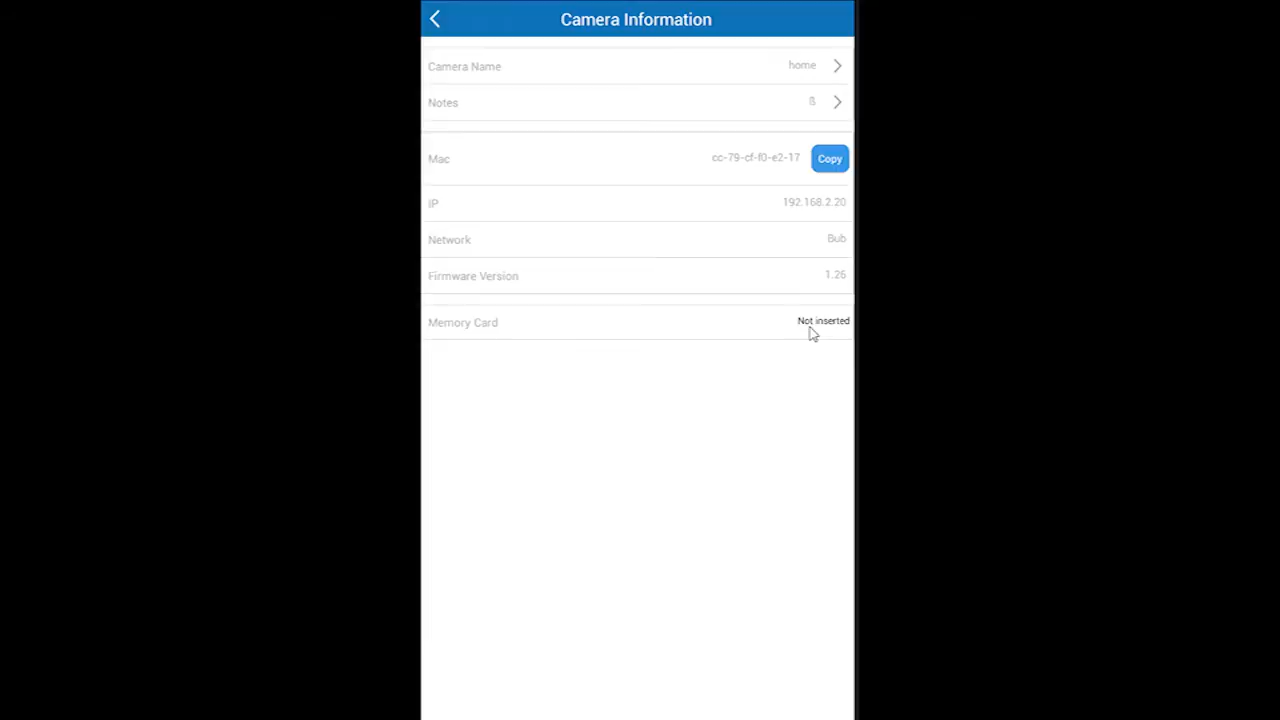 Camera Information
Camera Name home
Notes
Mac cc-79-cf-f0-e2-17 Copy
IP 192.168.2.20
Network Bub
Firmware Version 1.26
Memory Card Not inserted